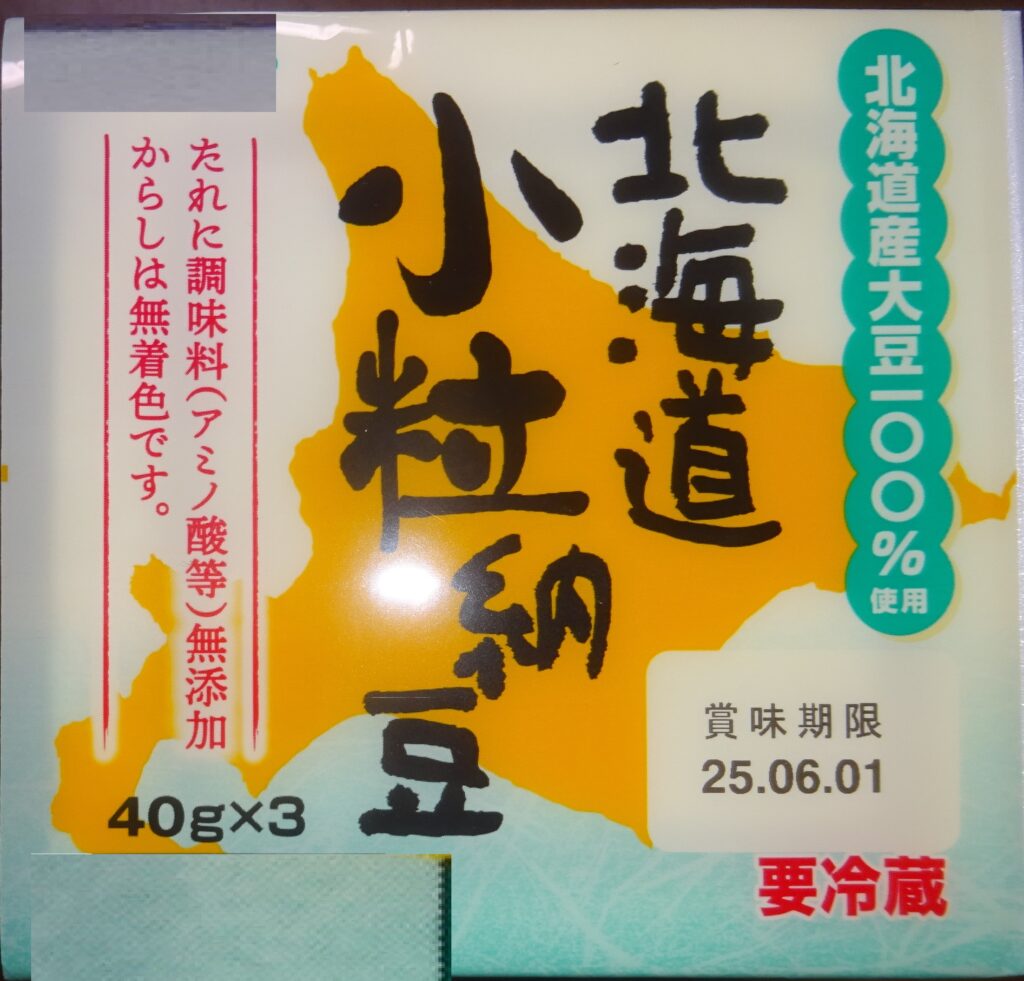 北海道産大豆一〇〇%
使用
北海道
小粒納豆
たれに調味料(アミノ酸等)無添加
からしは無着色です。
40g×3
賞味期限
25.06.01
要冷蔵